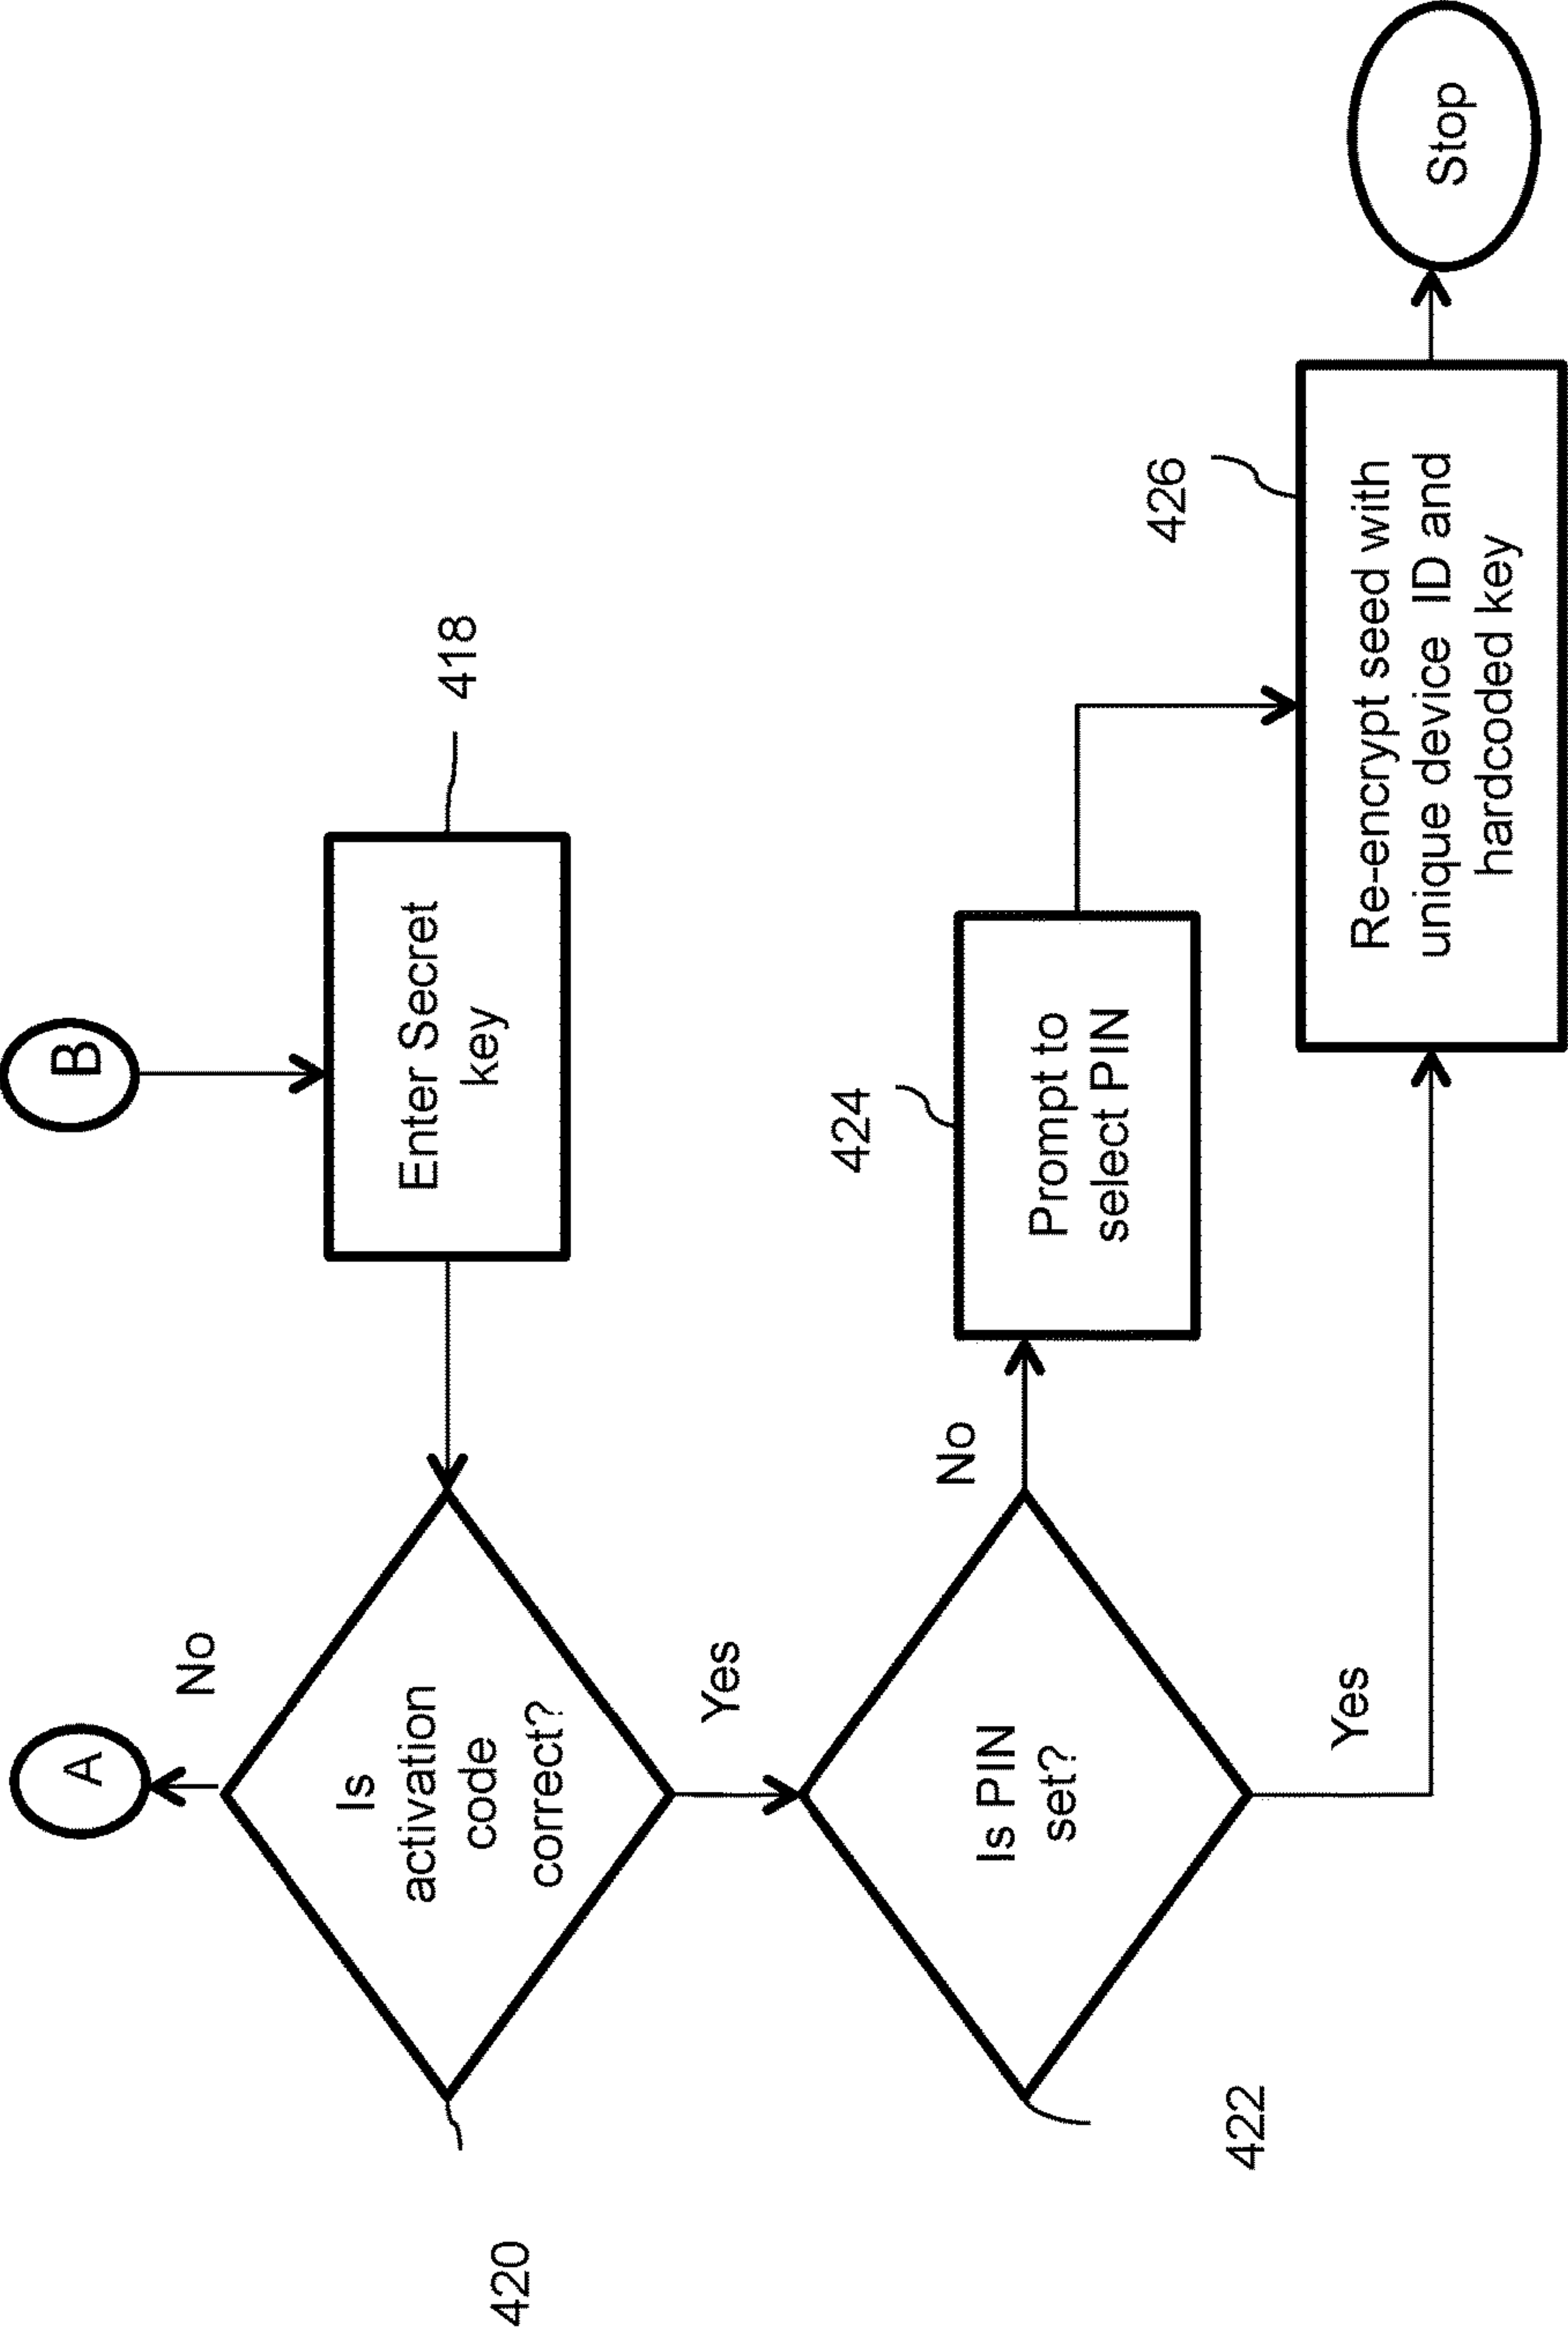 B
Enter Secret
key
418
A
No
Is
activation
code
correct?
420
Yes
Is PIN
set?
422
No
424
Prompt to
select PIN
Yes
426
Re-encrypt seed with
unique device ID and
hardcoded key
Stop